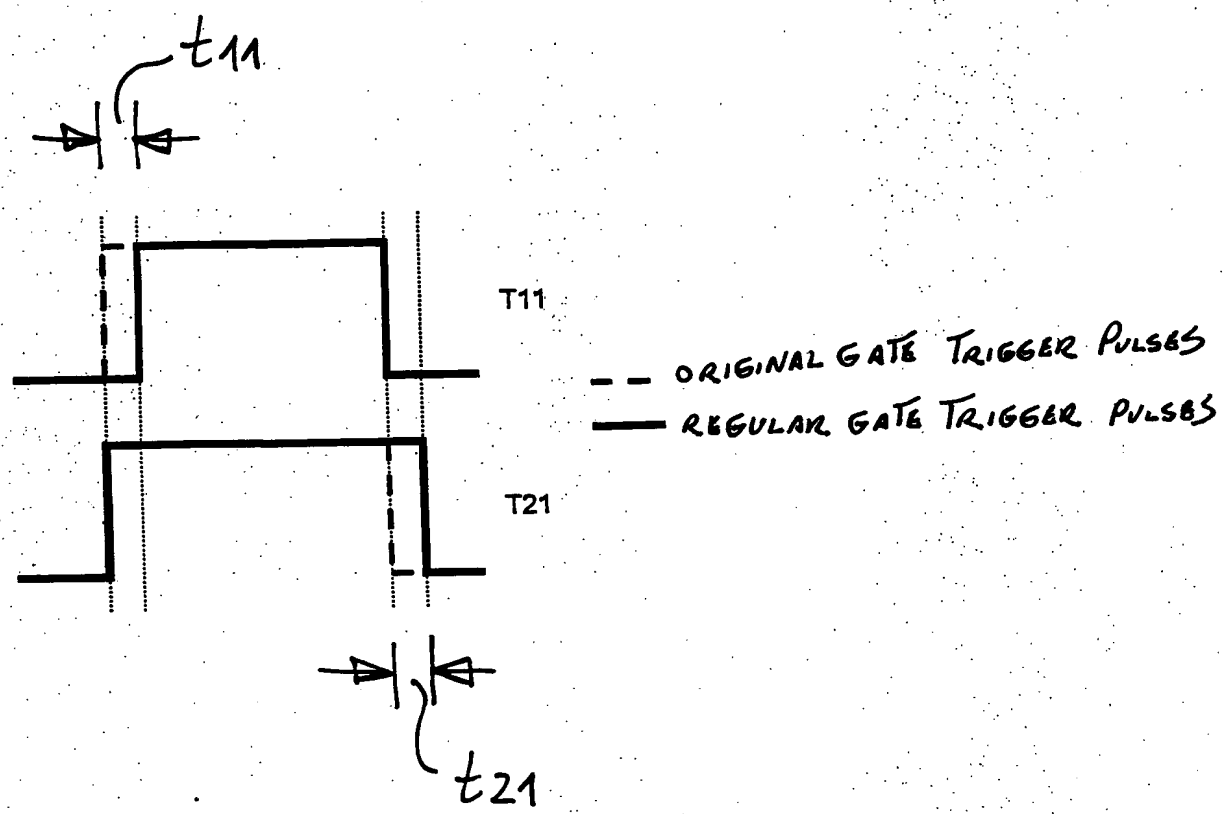 t11
T11
-- ORIGINAL GATE TRIGGER PULSES
— REGULAR GATE TRIGGER PULSES
T21
t21